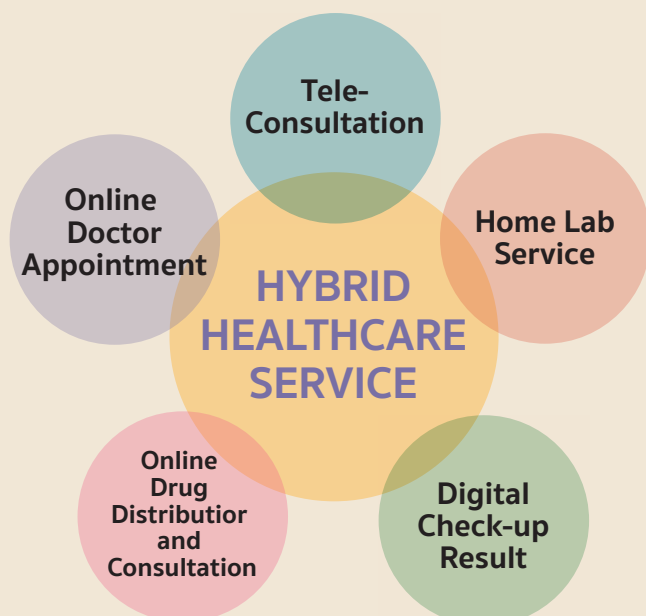 Tele-
Consultation
Online
Doctor
Appointment
Home Lab
Service
HYBRID
HEALTHCARE
SERVICE
Online
Drug
Distributior
and
Consultation
Digital
Check-up
Result